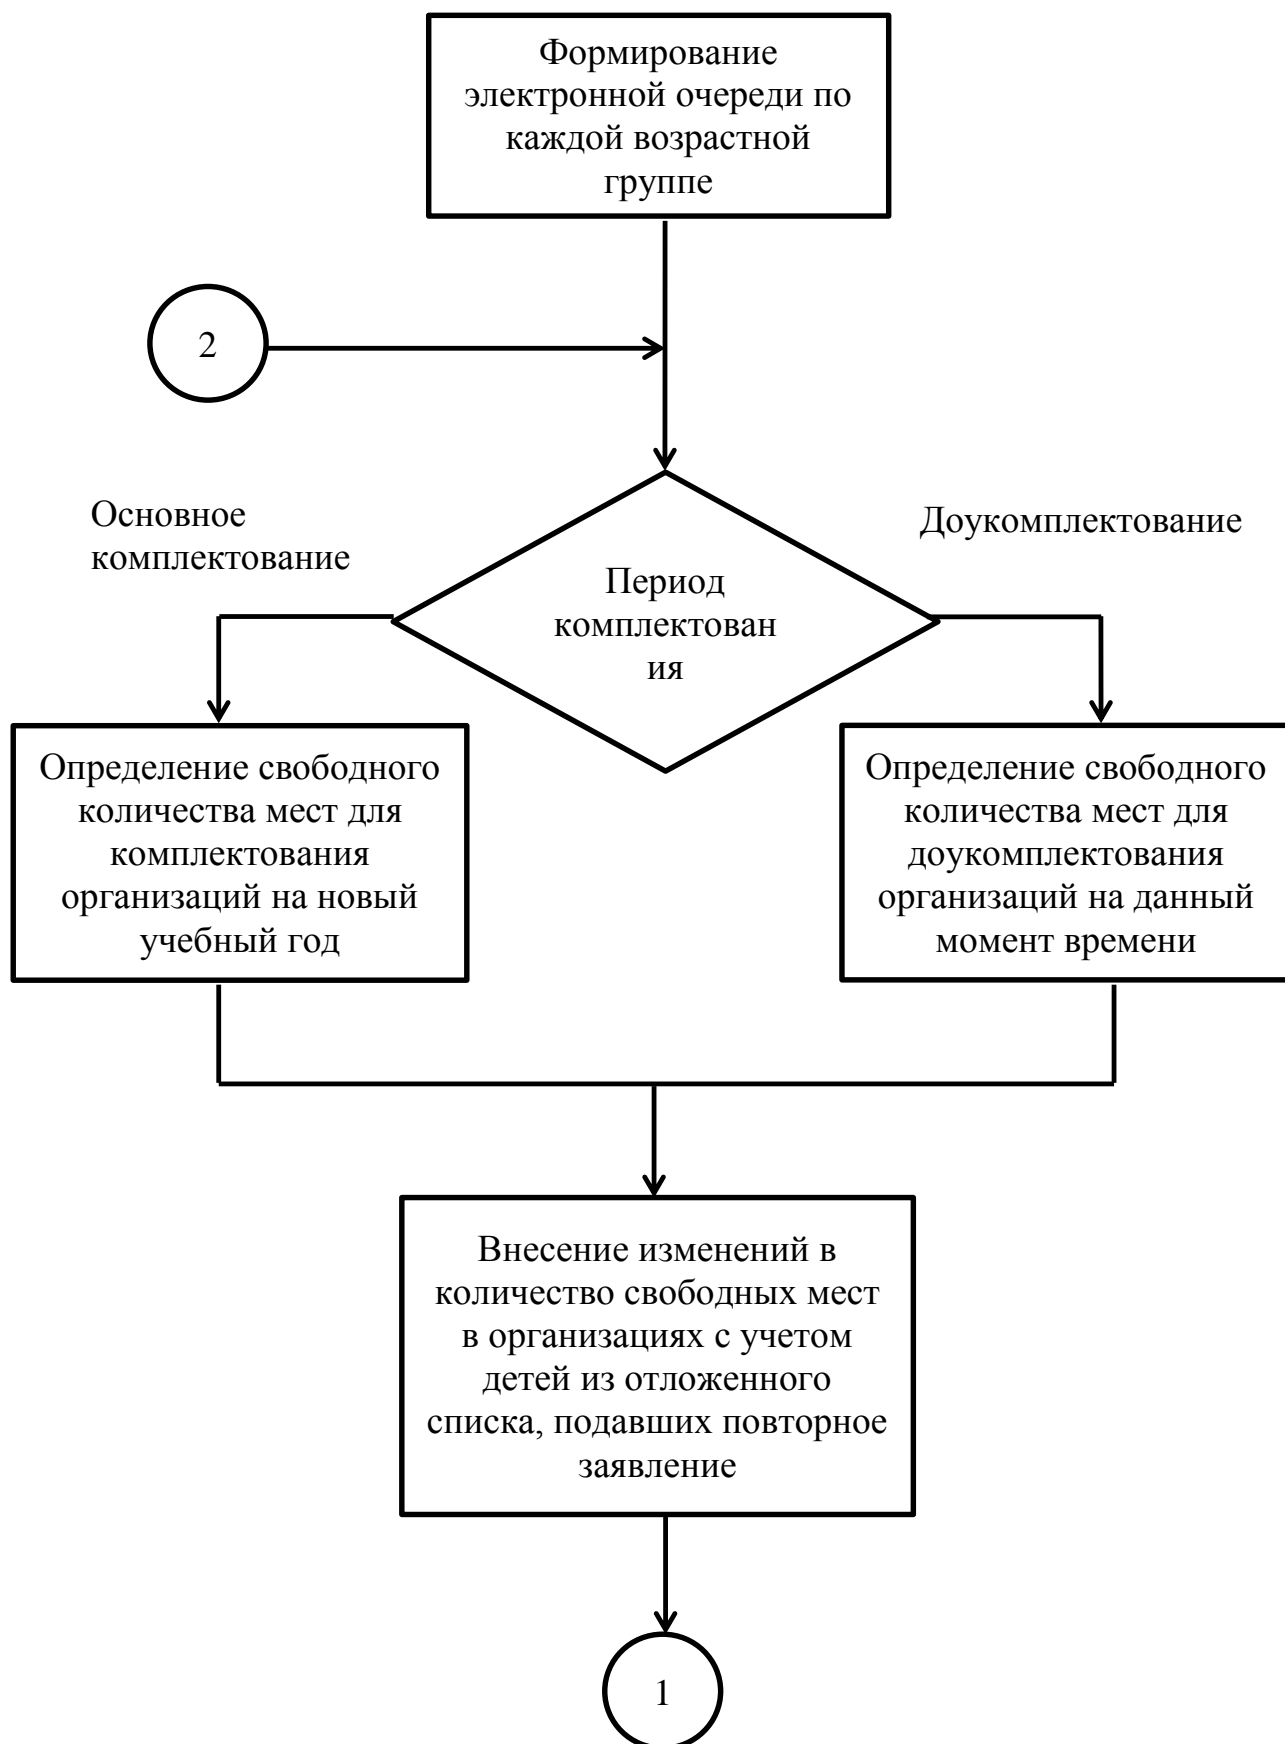 Формирование
электронной очереди по
каждой возрастной
группе
2
Основное
комплектование
Доукомплектование
Период
комплектован
ия
Определение свободного
количества мест для
комплектования
организаций на новый
учебный год
Определение свободного
количества мест для
доукомплектования
организаций на данный
момент времени
Внесение изменений в
количество свободных мест
в организациях с учетом
детей из отложенного
списка, подавших повторное
заявление
1